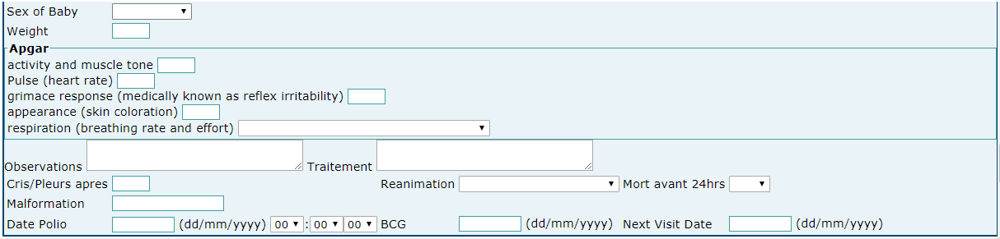 Sex of Baby
Weight
Apgar
activity and muscle tone
Pulse (heart rate)
grimace response (medically known as reflex irritability)
appearance (skin coloration)
respiration (breathing rate and effort)
Observations Traitement
Cris/Pleurs apres Reanimation Mort avant 24hrs
Malformation
Date Polio (dd/mm/yyyy) 00 : 00 00 BCG (dd/mm/yyyy) Next Visit Date (dd/mm/yyyy)